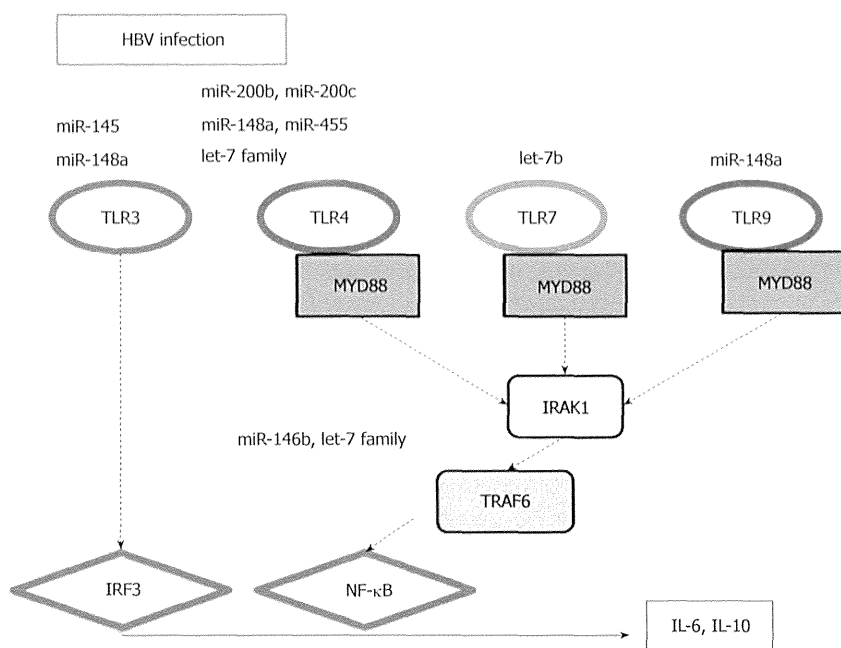 HBV infection
miR-200b, miR-200c
miR-145
miR-148a, miR-455
miR-148a
let-7 family
let-7b
miR-148a
TLR3
TLR4
TLR7
TLR9
MYD88
MYD88
MYD88
IRAK1
miR-146b, let-7 family
TRAF6
IRF3
NF-κB
IL-6, IL-10